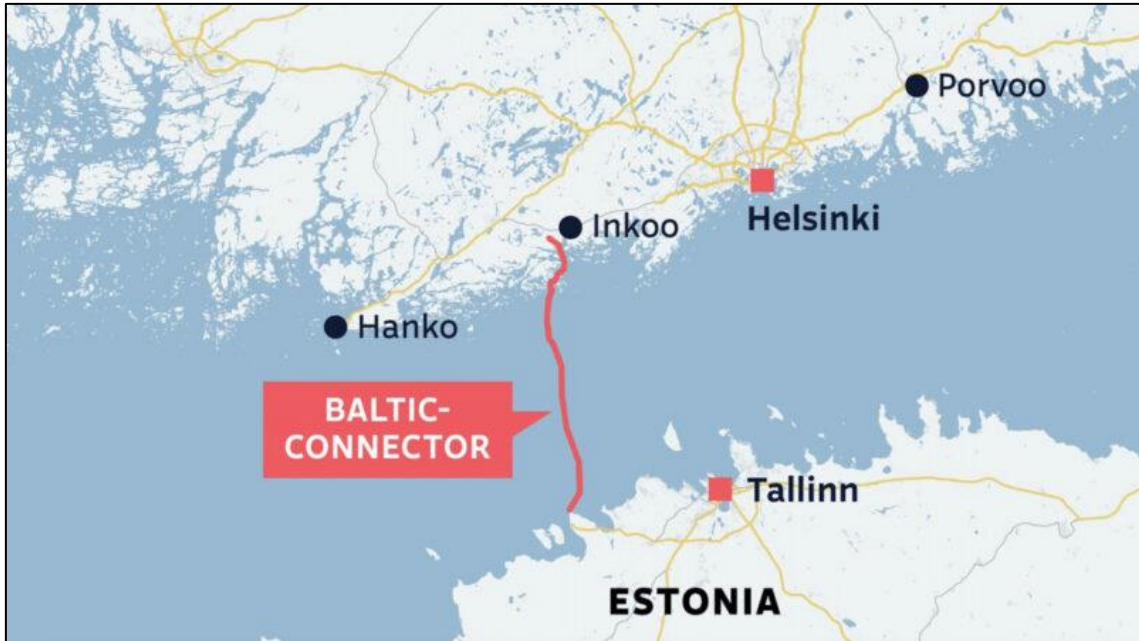 Porvoo
Helsinki
Inkoo
Hanko
BALTIC-
CONNECTOR
Tallinn
ESTONIA